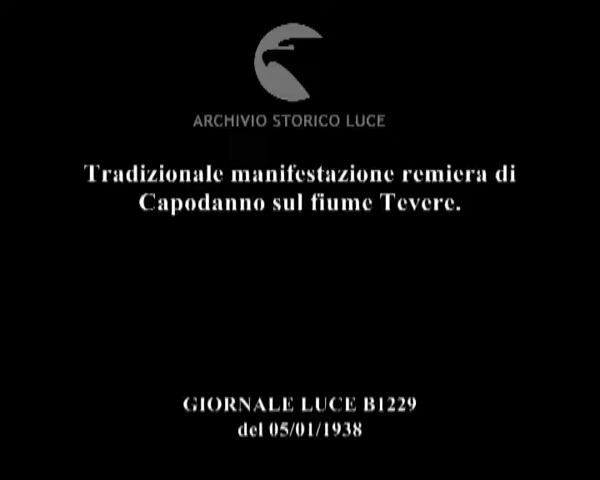 ARCHIVIO STORICO LUCE
Tradizionale manifestazione remiera di
Capodanno sul fiume Tevere.
GIORNALE LUCE B1229
del 05/01/1938